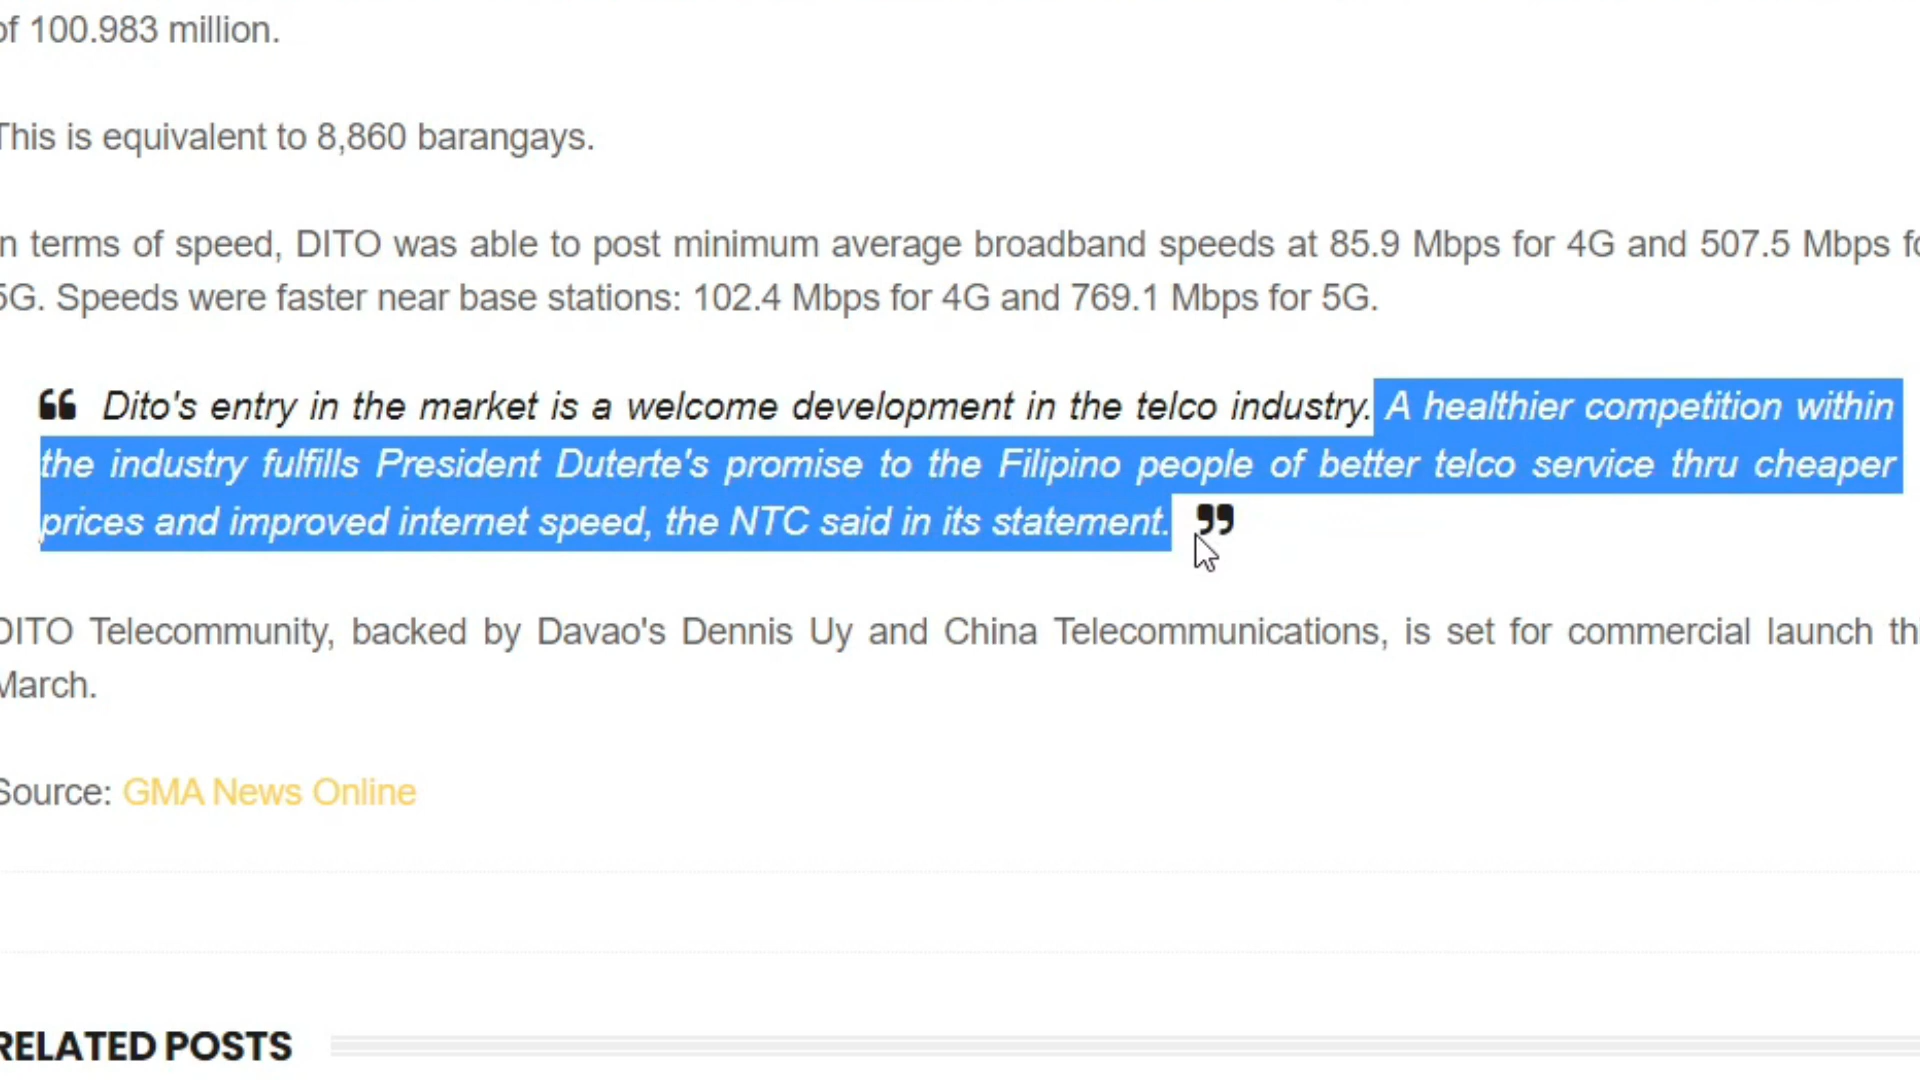 of 100.983 million.
This is equivalent to 8,860 barangays.
In terms of speed, DITO was able to post minimum average broadband speeds at 85.9 Mbps for 4G and 507.5 Mbps fo
5G. Speeds were faster near base stations: 102.4 Mbps for 4G and 769.1 Mbps for 5G.
❝ Dito's entry in the market is a welcome development in the telco industry. A healthier competition within
the industry fulfills President Duterte's promise to the Filipino people of better telco service thru cheaper
prices and improved internet speed, the NTC said in its statement. ❞
DITO Telecommunity, backed by Davao's Dennis Uy and China Telecommunications, is set for commercial launch th
March.
Source: GMA News Online
RELATED POSTS